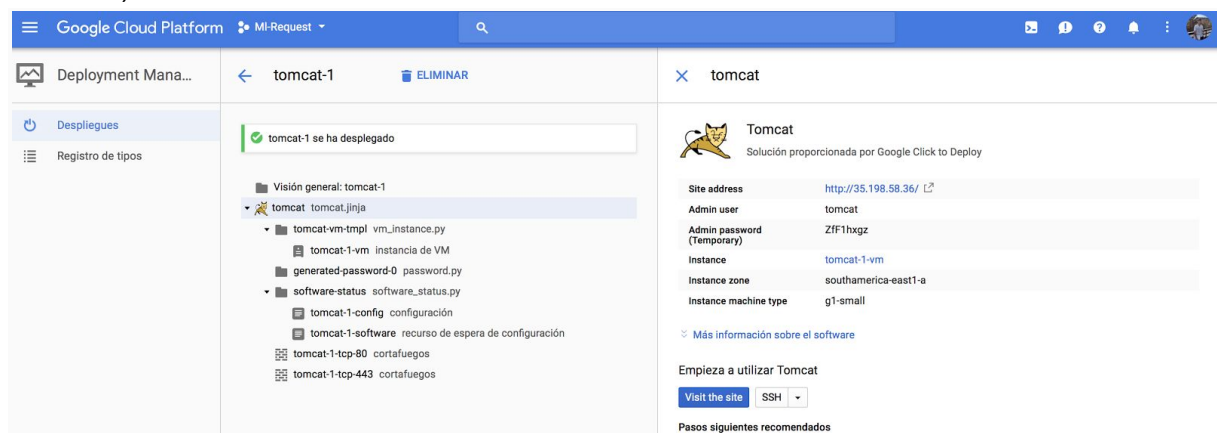 Google Cloud Platform
MI-Request
Deployment Mana...
tomcat-1
ELIMINAR
tomcat
Despliegues
Registro de tipos
tomcat-1 se ha desplegado
Visión general: tomcat-1
tomcat tomcat.jinja
tomcat-vm-tmpl vm_instance.py
tomcat-1-vm instancia de VM
generated-password-0 password.py
software-status software_status.py
tomcat-1-config configuración
tomcat-1-software recurso de espera de configuración
tomcat-1-tcp-80 cortafuegos
tomcat-1-tcp-443 cortafuegos
Tomcat
Solución proporcionada por Google Click to Deploy
Site address http://35.198.58.36/
Admin user tomcat
Admin password (Temporary) ZfF1hxgz
Instance tomcat-1-vm
Instance zone southamerica-east1-a
Instance machine type g1-small
Más información sobre el software
Empieza a utilizar Tomcat
Visit the site SSH
Pasos siguientes recomendados